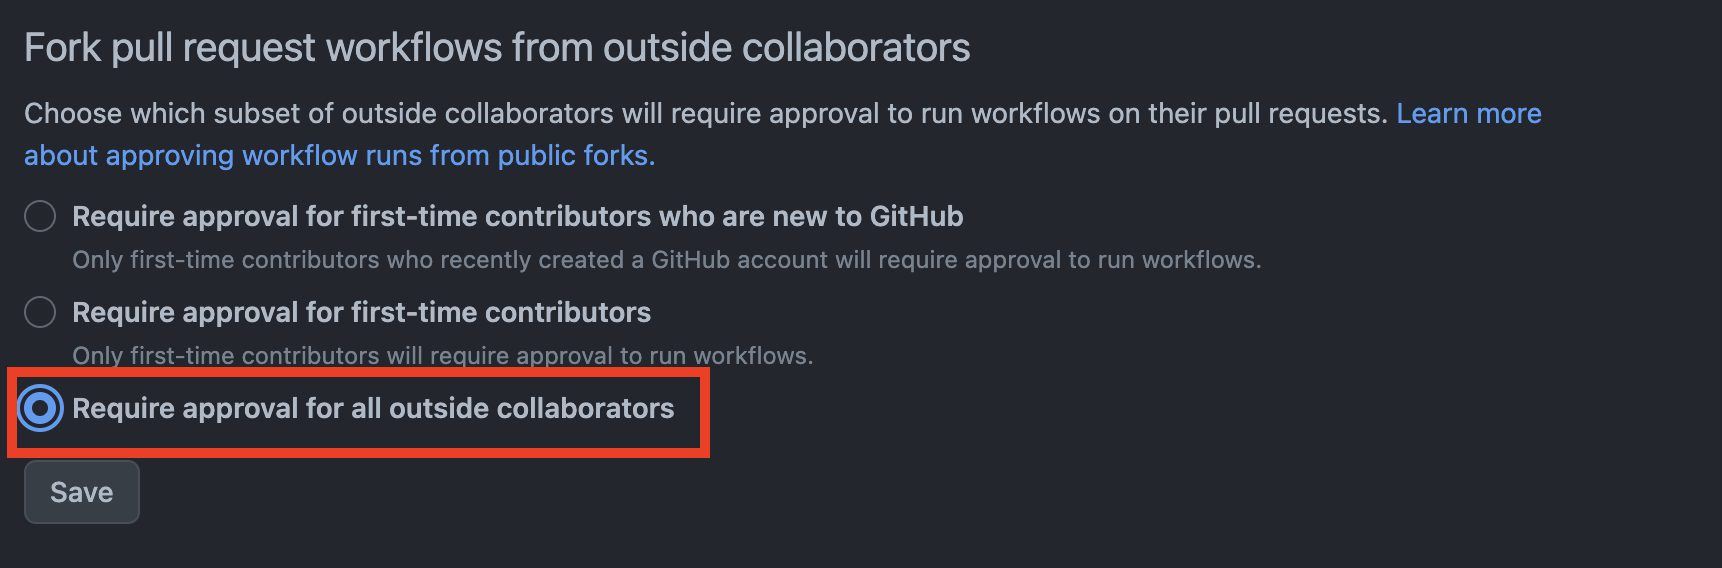 Fork pull request workflows from outside collaborators
Choose which subset of outside collaborators will require approval to run workflows on their pull requests. Learn more
about approving workflow runs from public forks.
Require approval for first-time contributors who are new to GitHub
Only first-time contributors who recently created a GitHub account will require approval to run workflows.
Require approval for first-time contributors
Only first-time contributors will require approval to run workflows.
Require approval for all outside collaborators
Save